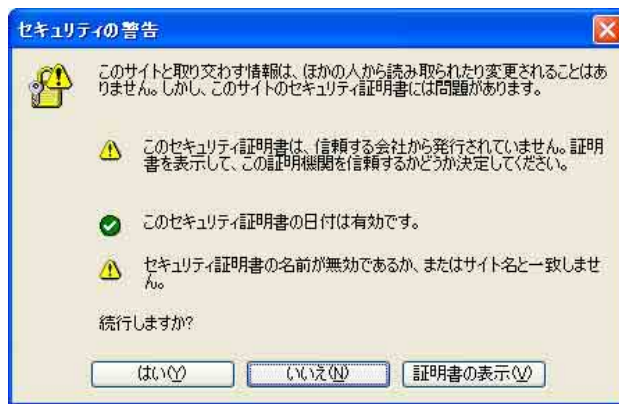 セキュリティの警告
このサイトと取り交わす情報は、ほかの人から読み取られたり変更されることはあ
りません。しかし、このサイトのセキュリティ証明書には問題があります。
このセキュリティ証明書は、信頼する会社から発行されていません。証明
書を表示して、この証明機関を信頼するかどうか決定してください。
このセキュリティ証明書の日付は有効です。
セキュリティ証明書の名前が無効であるか、またはサイト名と一致しませ
ん。
続行しますか?
はい(Y) いいえ(N) 証明書の表示(V)